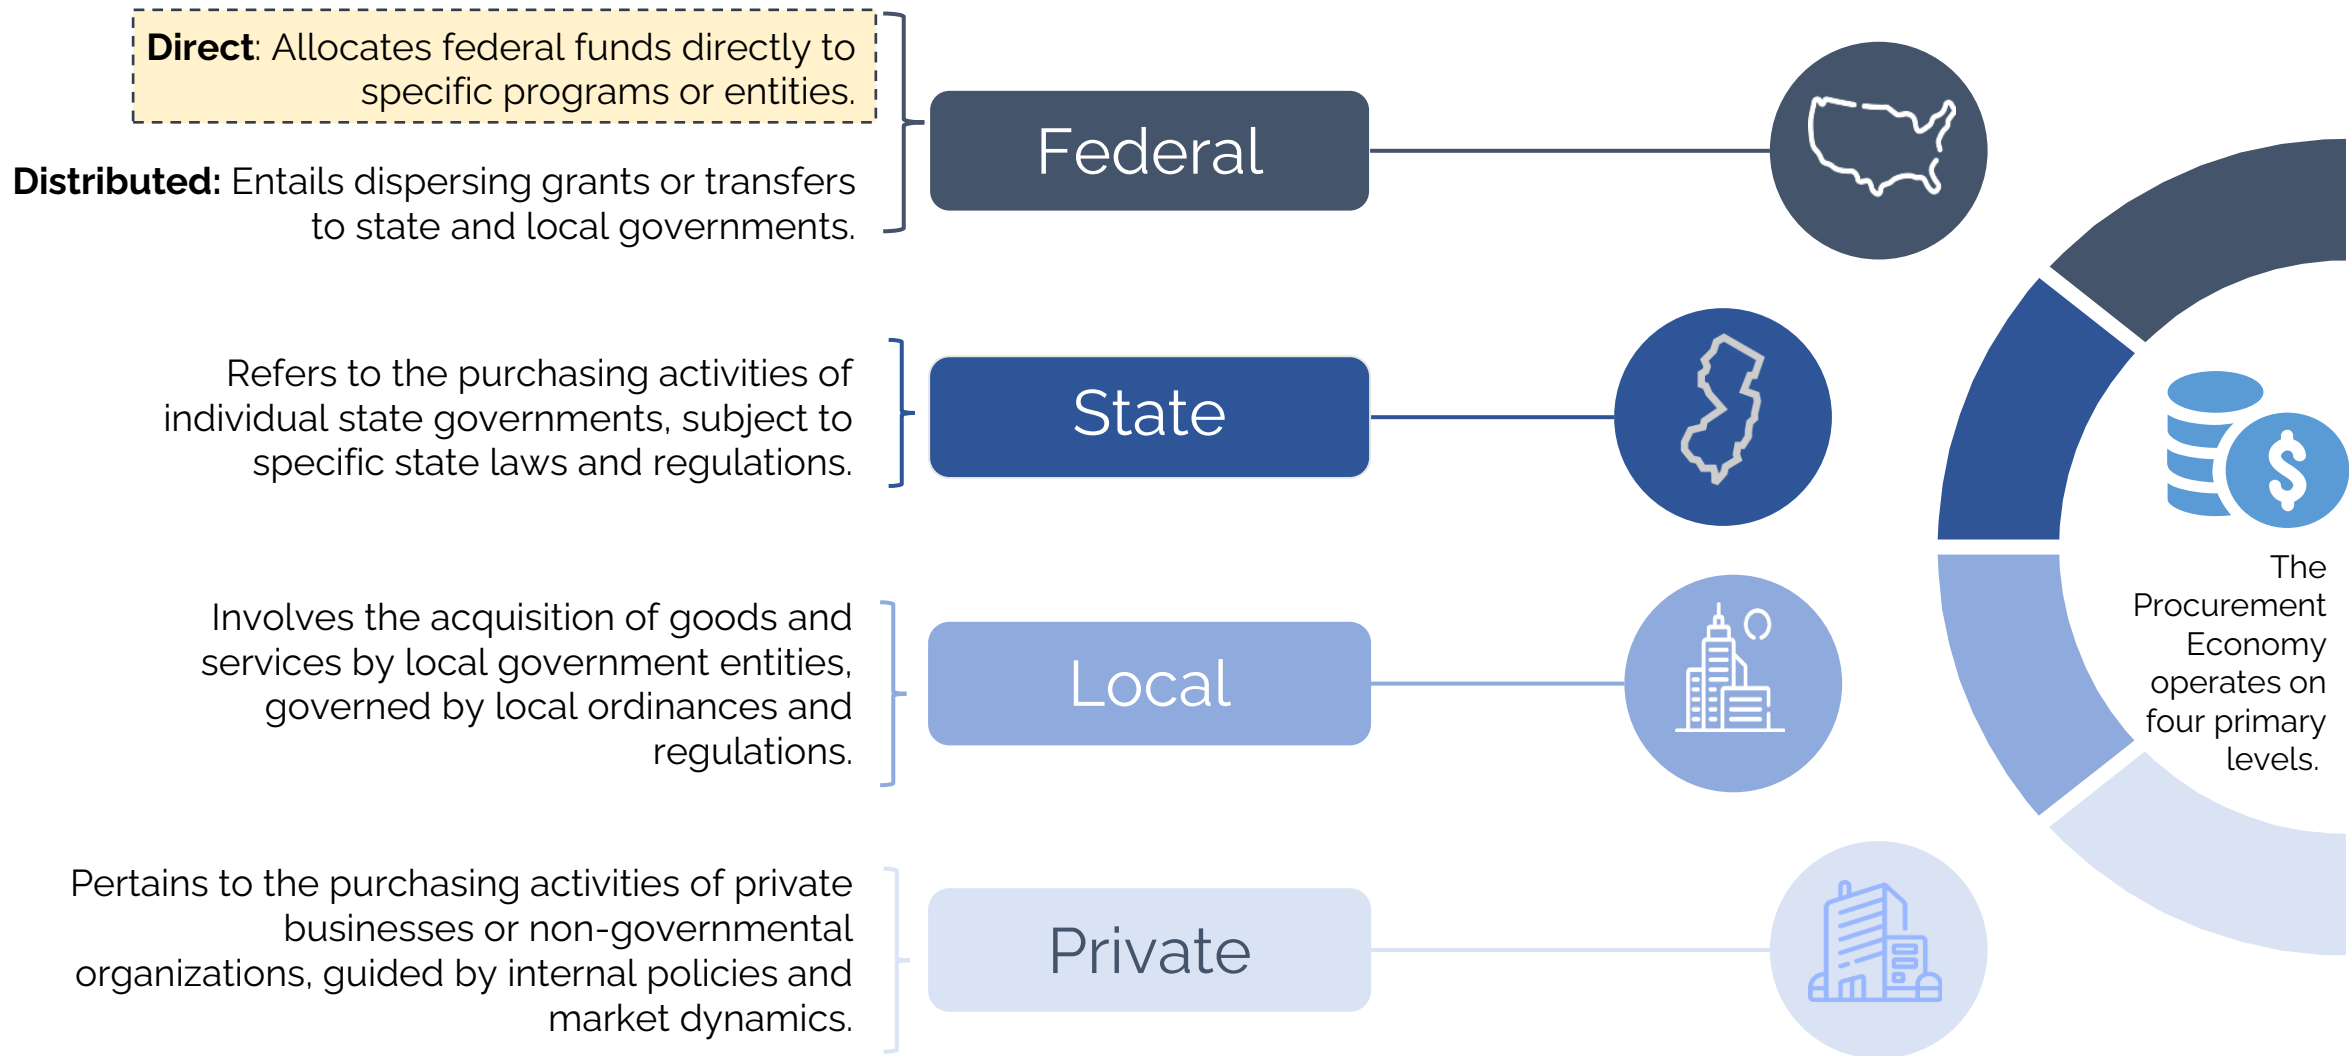 Direct: Allocates federal funds directly to
specific programs or entities.
Distributed: Entails dispersing grants or transfers
to state and local governments.
Federal
Refers to the purchasing activities of
individual state governments, subject to
specific state laws and regulations.
State
Involves the acquisition of goods and
services by local government entities,
governed by local ordinances and
regulations.
Local
Pertains to the purchasing activities of private
businesses or non-governmental
organizations, guided by internal policies and
market dynamics.
Private
$
The
Procurement
Economy
operates on
four primary
levels.